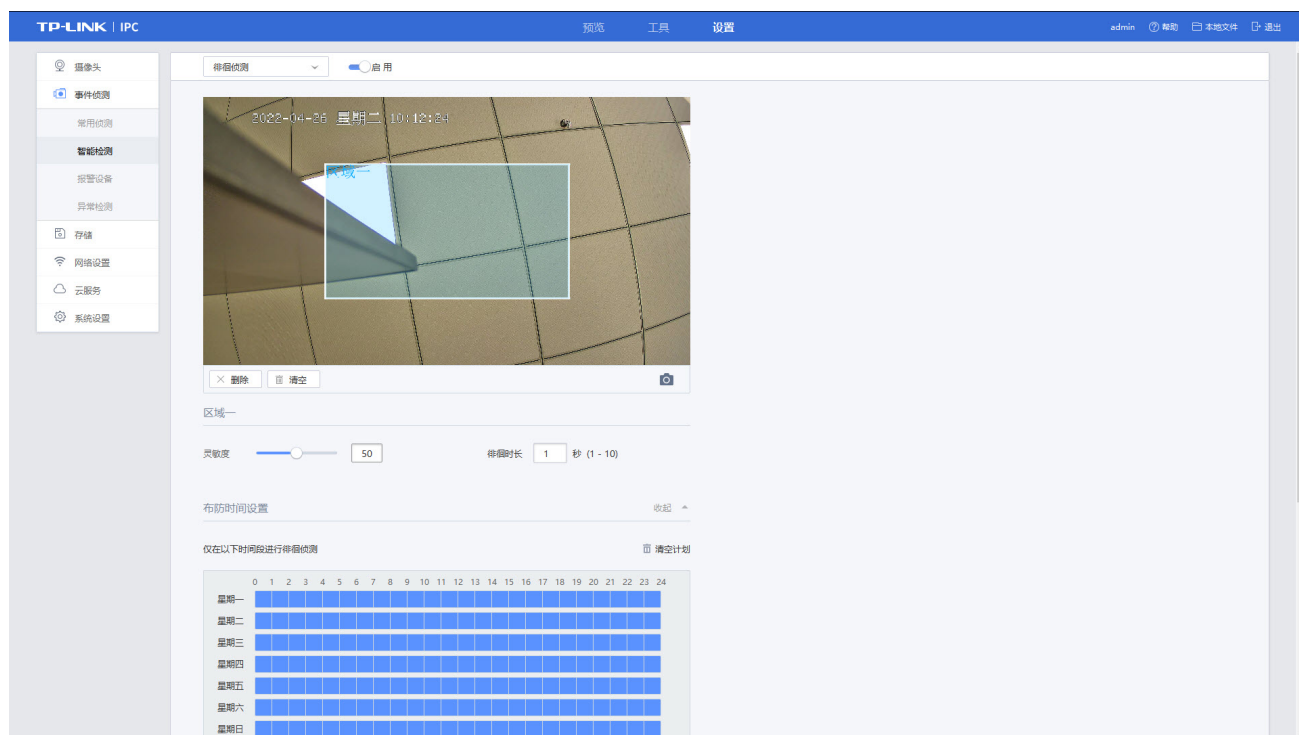 TP-LINK | IPC 预览 工具 设置 admin 帮助 本地文件 退出
摄像头
事件侦测
常用侦测
智能检测
报警设备
异常检测
存储
网络设置
云服务
系统设置
徘徊侦测 启用
2022-04-26 星期二 10:12:24
区域一
删除 清空
区域一
灵敏度 50 徘徊时长 1 秒 (1 - 10)
布防时间设置 收起
仅在以下时间段进行徘徊侦测 清空计划
0 1 2 3 4 5 6 7 8 9 10 11 12 13 14 15 16 17 18 19 20 21 22 23 24
星期一
星期二
星期三
星期四
星期五
星期六
星期日